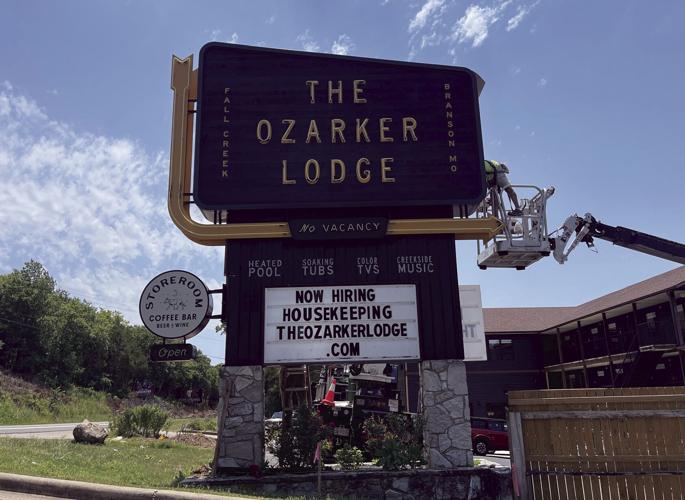 THE
OZARKER
LODGE
FALL CREEK
BRANSON MO
No VACANCY
HEATED POOL
SOAKING TUBS
COLOR TVS
CREEKSIDE MUSIC
NOW HIRING
HOUSEKEEPING
THEOZARKERLODGE
.COM
STOREROOM
COFFEE BAR
BEER & WINE
Open
HT